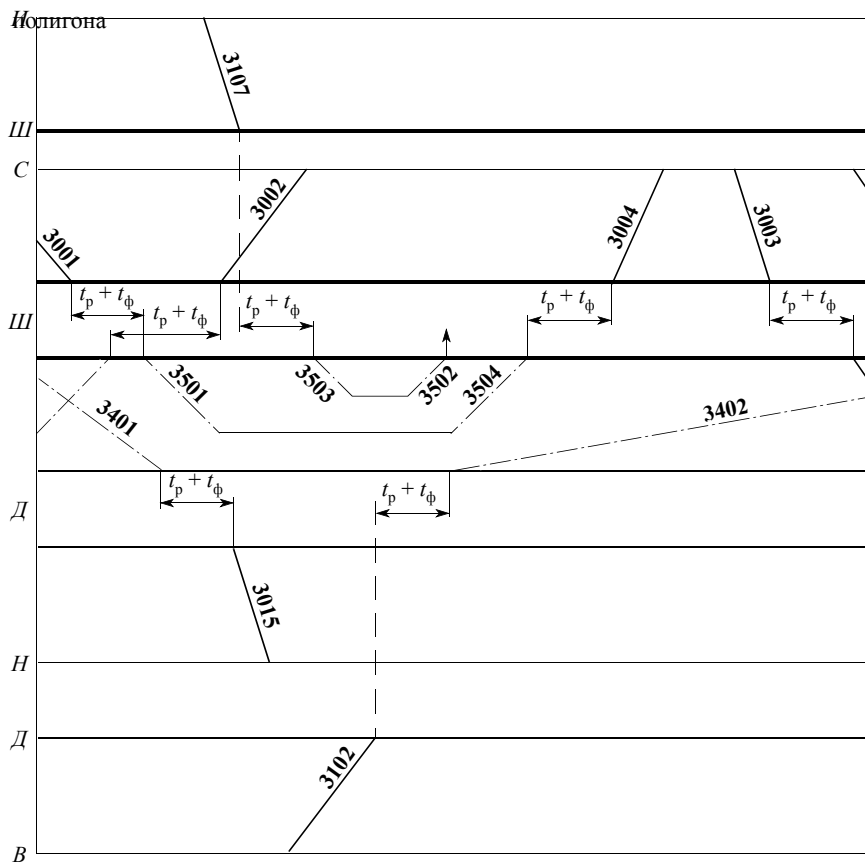 Н
полигона
3107
Ш
С
3002
3004
3003
3001
tр + tф
tр + tф
tр + tф
tр + tф
tр + tф
Ш
3501
3503
3502
3504
3401
3402
tр + tф
tр + tф
Д
3015
Н
Д
3102
В